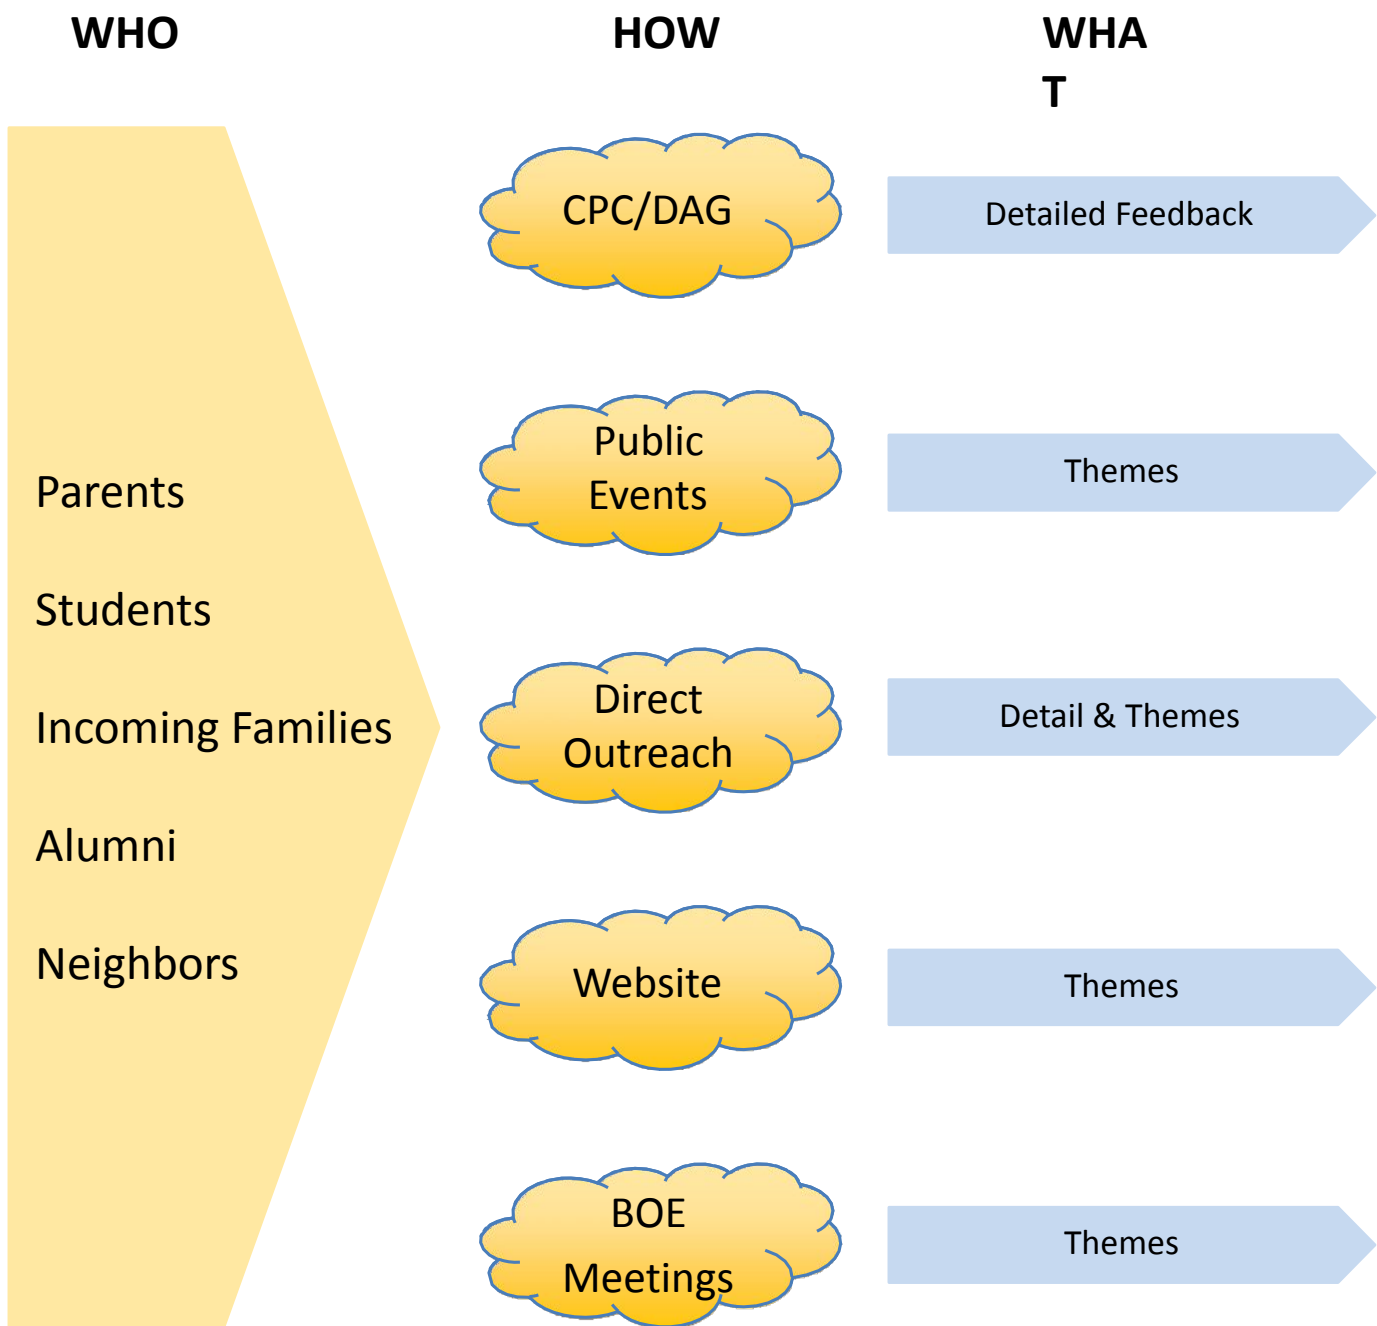 WHO
HOW
WHA
T
Parents
Students
Incoming Families
Alumni
Neighbors
CPC/DAG
Detailed Feedback
Public
Events
Themes
Direct
Outreach
Detail & Themes
Website
Themes
BOE
Meetings
Themes